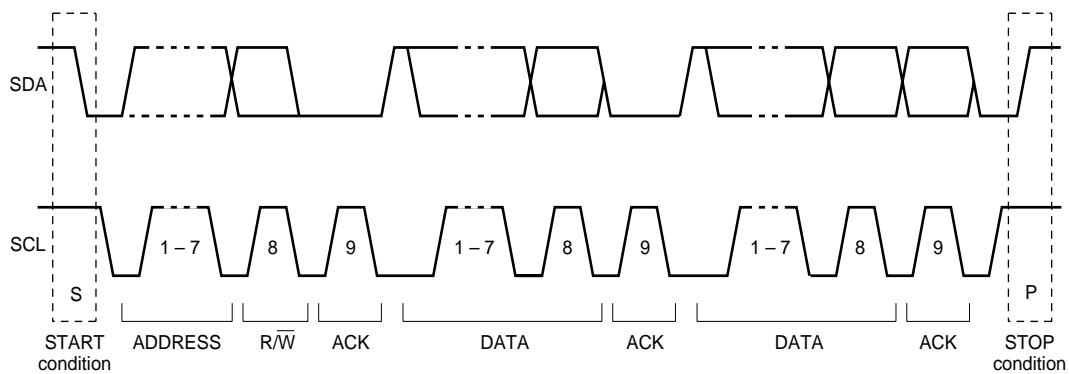 SDA
SCL
1 – 7
8
9
1 – 7
8
9
1 – 7
8
9
S
P
START
condition
ADDRESS
R/W̅
ACK
DATA
ACK
DATA
ACK
STOP
condition